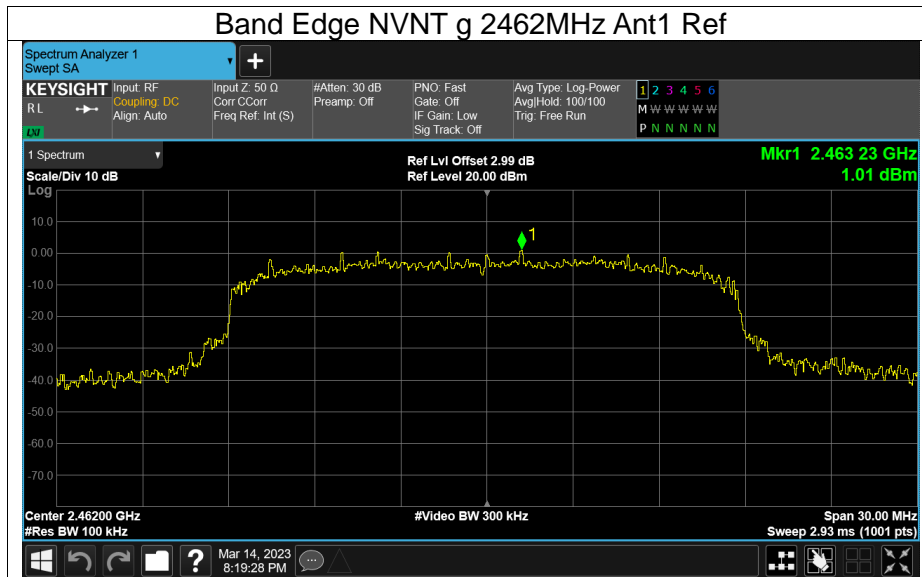 Band Edge NVNT g 2462MHz Ant1 Ref
Spectrum Analyzer 1
Swept SA
▼
+
KEYSIGHT
RL
LXI
Input: RF
Coupling: DC
Align: Auto
Input Z: 50 Ω
Corr CCorr
Freq Ref: Int (S)
#Atten: 30 dB
Preamp: Off
PNO: Fast
Gate: Off
IF Gain: Low
Sig Track: Off
Avg Type: Log-Power
Avg|Hold: 100/100
Trig: Free Run
1 2 3 4 5 6
M W W W W W
P N N N N N
1 Spectrum ▼
Scale/Div 10 dB
Ref Lvl Offset 2.99 dB
Ref Level 20.00 dBm
Mkr1 2.463 23 GHz
1.01 dBm
Log
10.0
0.00
-10.0
-20.0
-30.0
-40.0
-50.0
-60.0
-70.0
1
Center 2.46200 GHz
#Res BW 100 kHz
#Video BW 300 kHz
Span 30.00 MHz
Sweep 2.93 ms (1001 pts)
?
Mar 14, 2023
8:19:28 PM